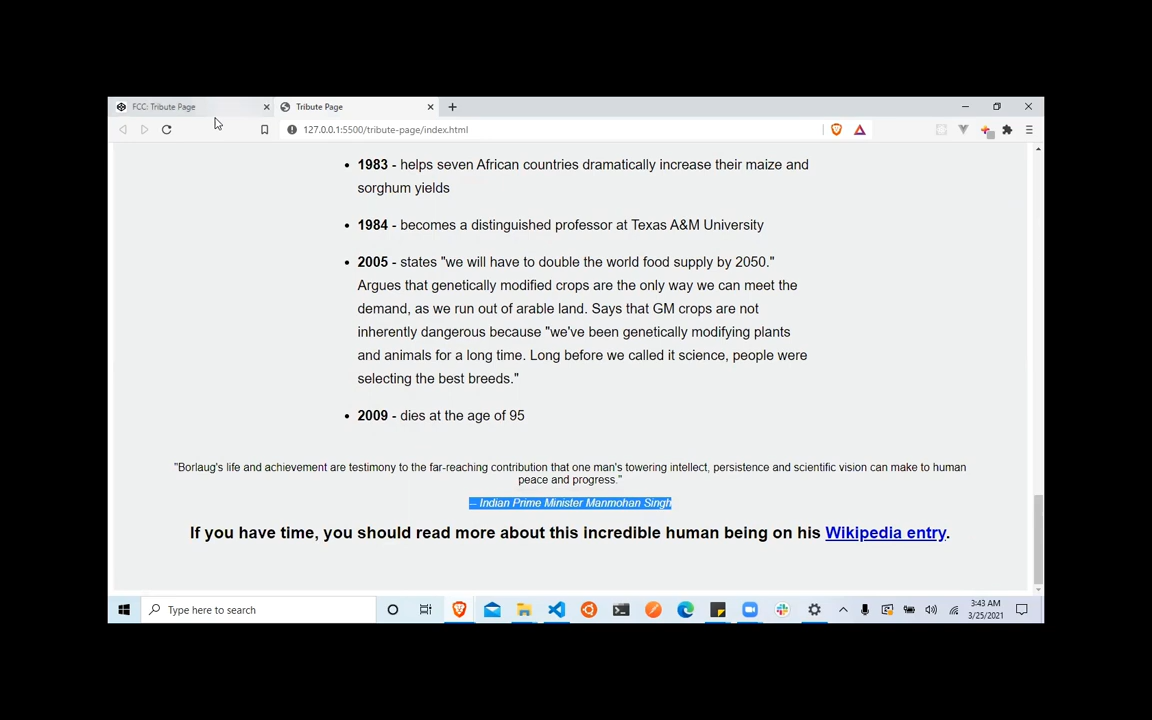 FCC: Tribute Page
Tribute Page
127.0.0.1:5500/tribute-page/index.html
1983 - helps seven African countries dramatically increase their maize and
sorghum yields
1984 - becomes a distinguished professor at Texas A&M University
2005 - states "we will have to double the world food supply by 2050."
Argues that genetically modified crops are the only way we can meet the
demand, as we run out of arable land. Says that GM crops are not
inherently dangerous because "we've been genetically modifying plants
and animals for a long time. Long before we called it science, people were
selecting the best breeds."
2009 - dies at the age of 95
"Borlaug's life and achievement are testimony to the far-reaching contribution that one man's towering intellect, persistence and scientific vision can make to human
peace and progress."
-- Indian Prime Minister Manmohan Singh
If you have time, you should read more about this incredible human being on his Wikipedia entry.
Type here to search
3:43 AM
3/25/2021